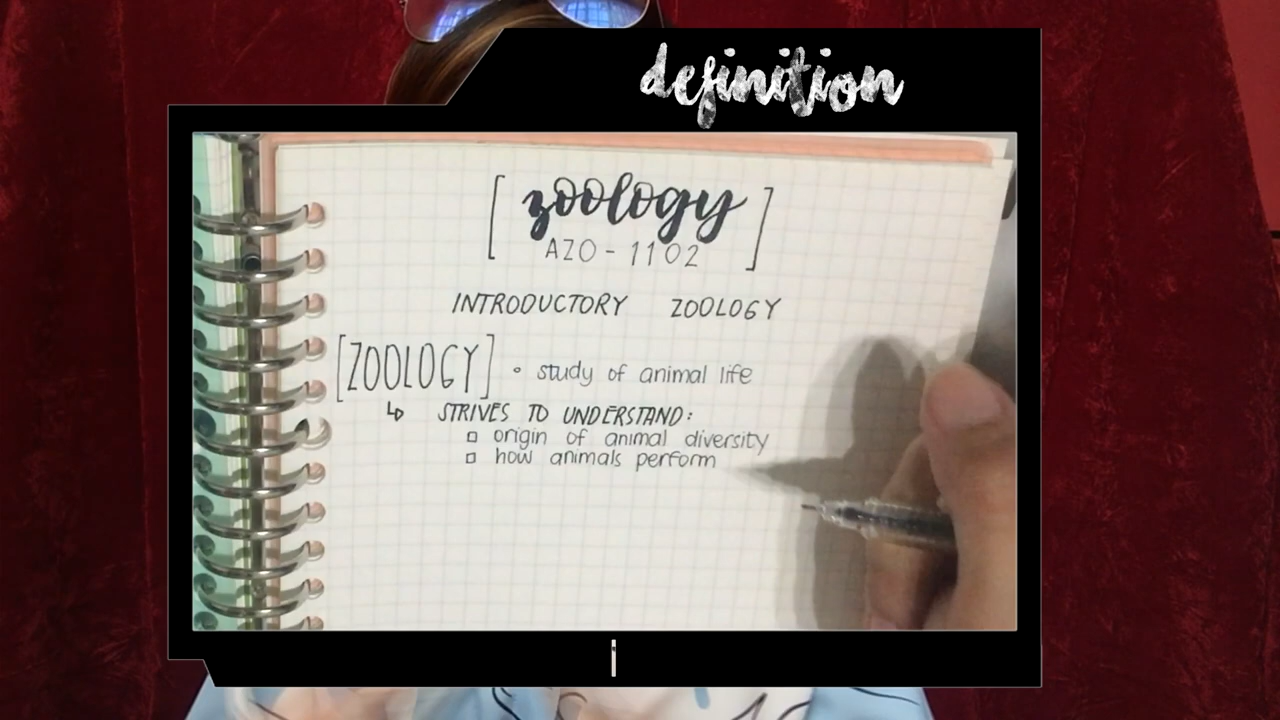 definition
[zoology]
AZO - 1102
INTRODUCTORY ZOOLOGY
[ZOOLOGY] ∘ study of animal life
↳ STRIVES TO UNDERSTAND:
□ origin of animal diversity
□ how animals perform